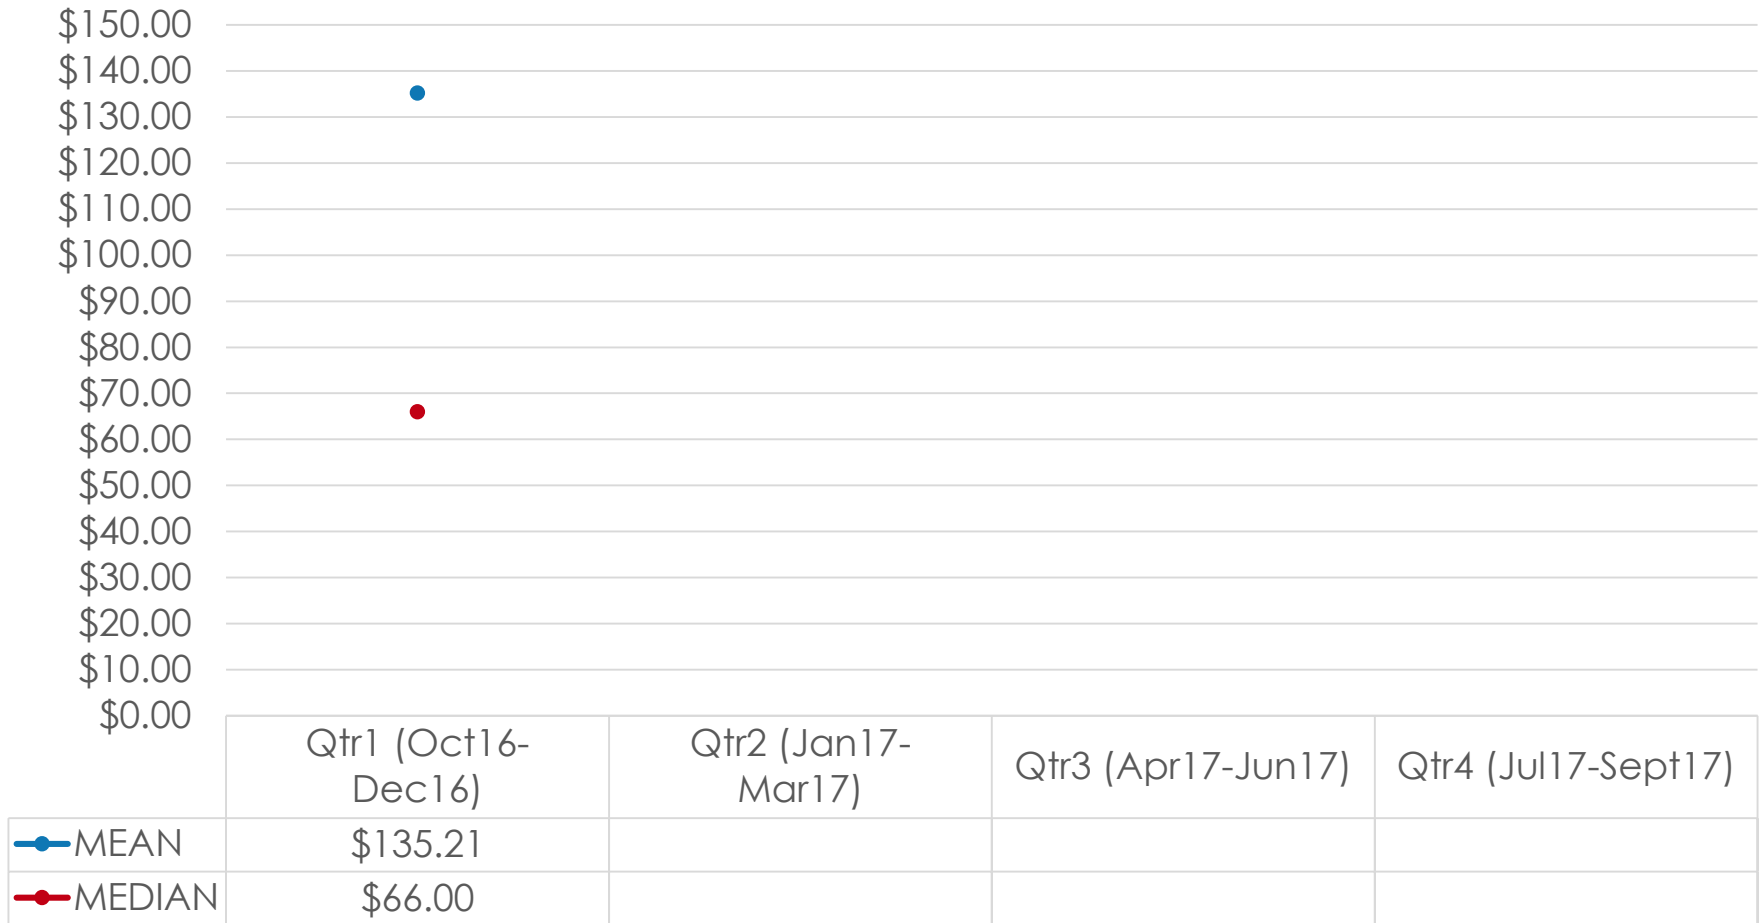 $150.00
$140.00
$130.00
$120.00
$110.00
$100.00
$90.00
$80.00
$70.00
$60.00
$50.00
$40.00
$30.00
$20.00
$10.00
$0.00
Qtr1 (Oct16-
Dec16)
Qtr2 (Jan17-
Mar17)
Qtr3 (Apr17-Jun17)
Qtr4 (Jul17-Sept17)
MEAN $135.21
MEDIAN $66.00